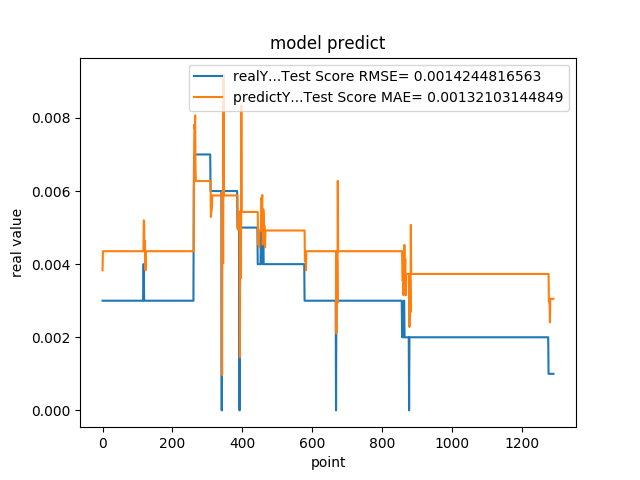 model predict
realY...Test Score RMSE= 0.0014244816563
predictY...Test Score MAE= 0.00132103144849
0.008
0.006
0.004
0.002
0.000
real value
0 200 400 600 800 1000 1200
point